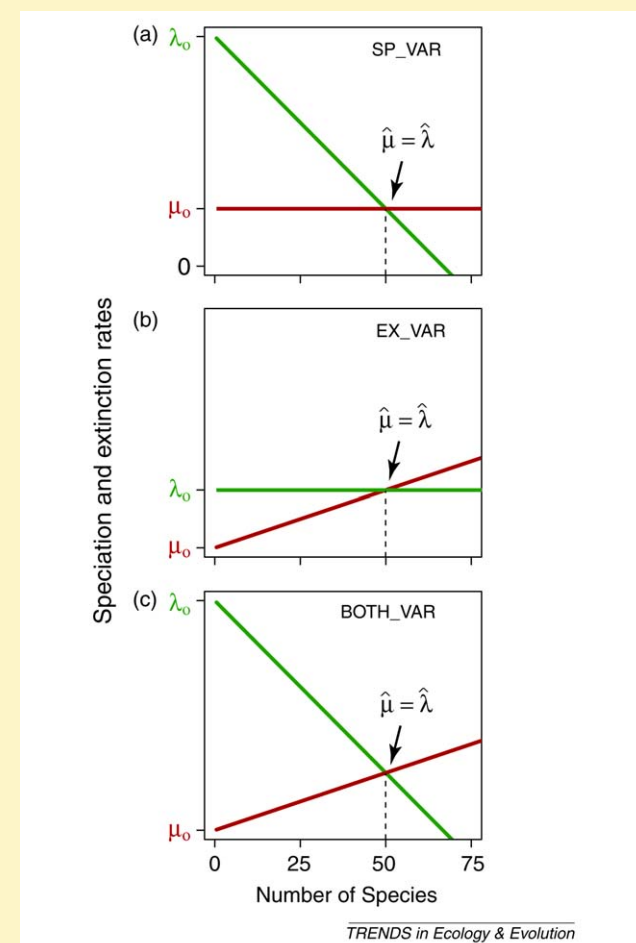 (a)
λo
SP_VAR
μ̂ = λ̂
μo
0
(b)
EX_VAR
μ̂ = λ̂
λo
μo
(c)
λo
BOTH_VAR
μ̂ = λ̂
μo
Speciation and extinction rates
0 25 50 75
Number of Species
TRENDS in Ecology & Evolution